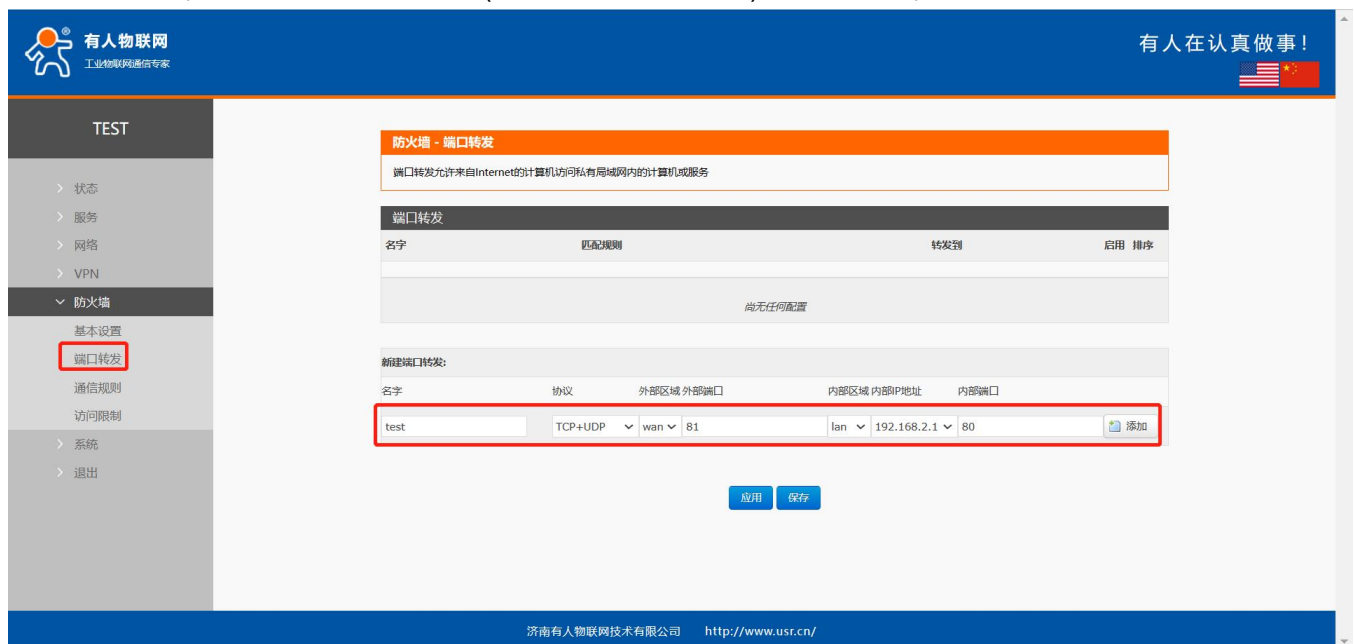 有人物联网
工业物联网通信专家
有人在认真做事!
TEST
状态
服务
网络
VPN
防火墙
基本设置
端口转发
通信规则
访问限制
系统
退出
防火墙 - 端口转发
端口转发允许来自Internet的计算机访问私有局域网内的计算机或服务
端口转发
名字 匹配规则 转发到 启用 排序
尚无任何配置
新建端口转发:
名字 协议 外部区域 外部端口 内部区域 内部IP地址 内部端口
test TCP+UDP wan 81 lan 192.168.2.1 80 添加
应用 保存
济南有人物联网技术有限公司 http://www.usr.cn/